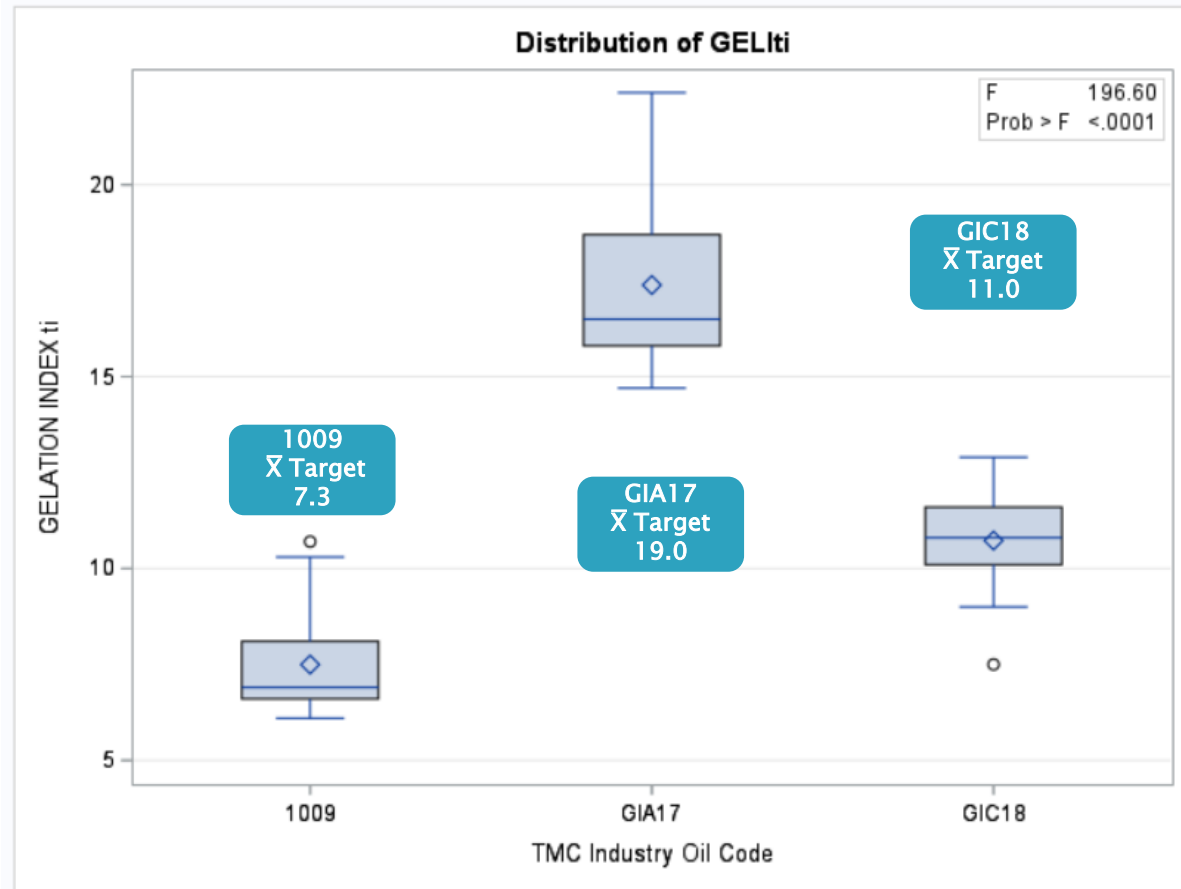 Distribution of GELIti
F 196.60
Prob > F <.0001
20
15
10
5
GELATION INDEX ti
1009
X̅ Target
7.3
GIA17
X̅ Target
19.0
GIC18
X̅ Target
11.0
1009 GIA17 GIC18
TMC Industry Oil Code